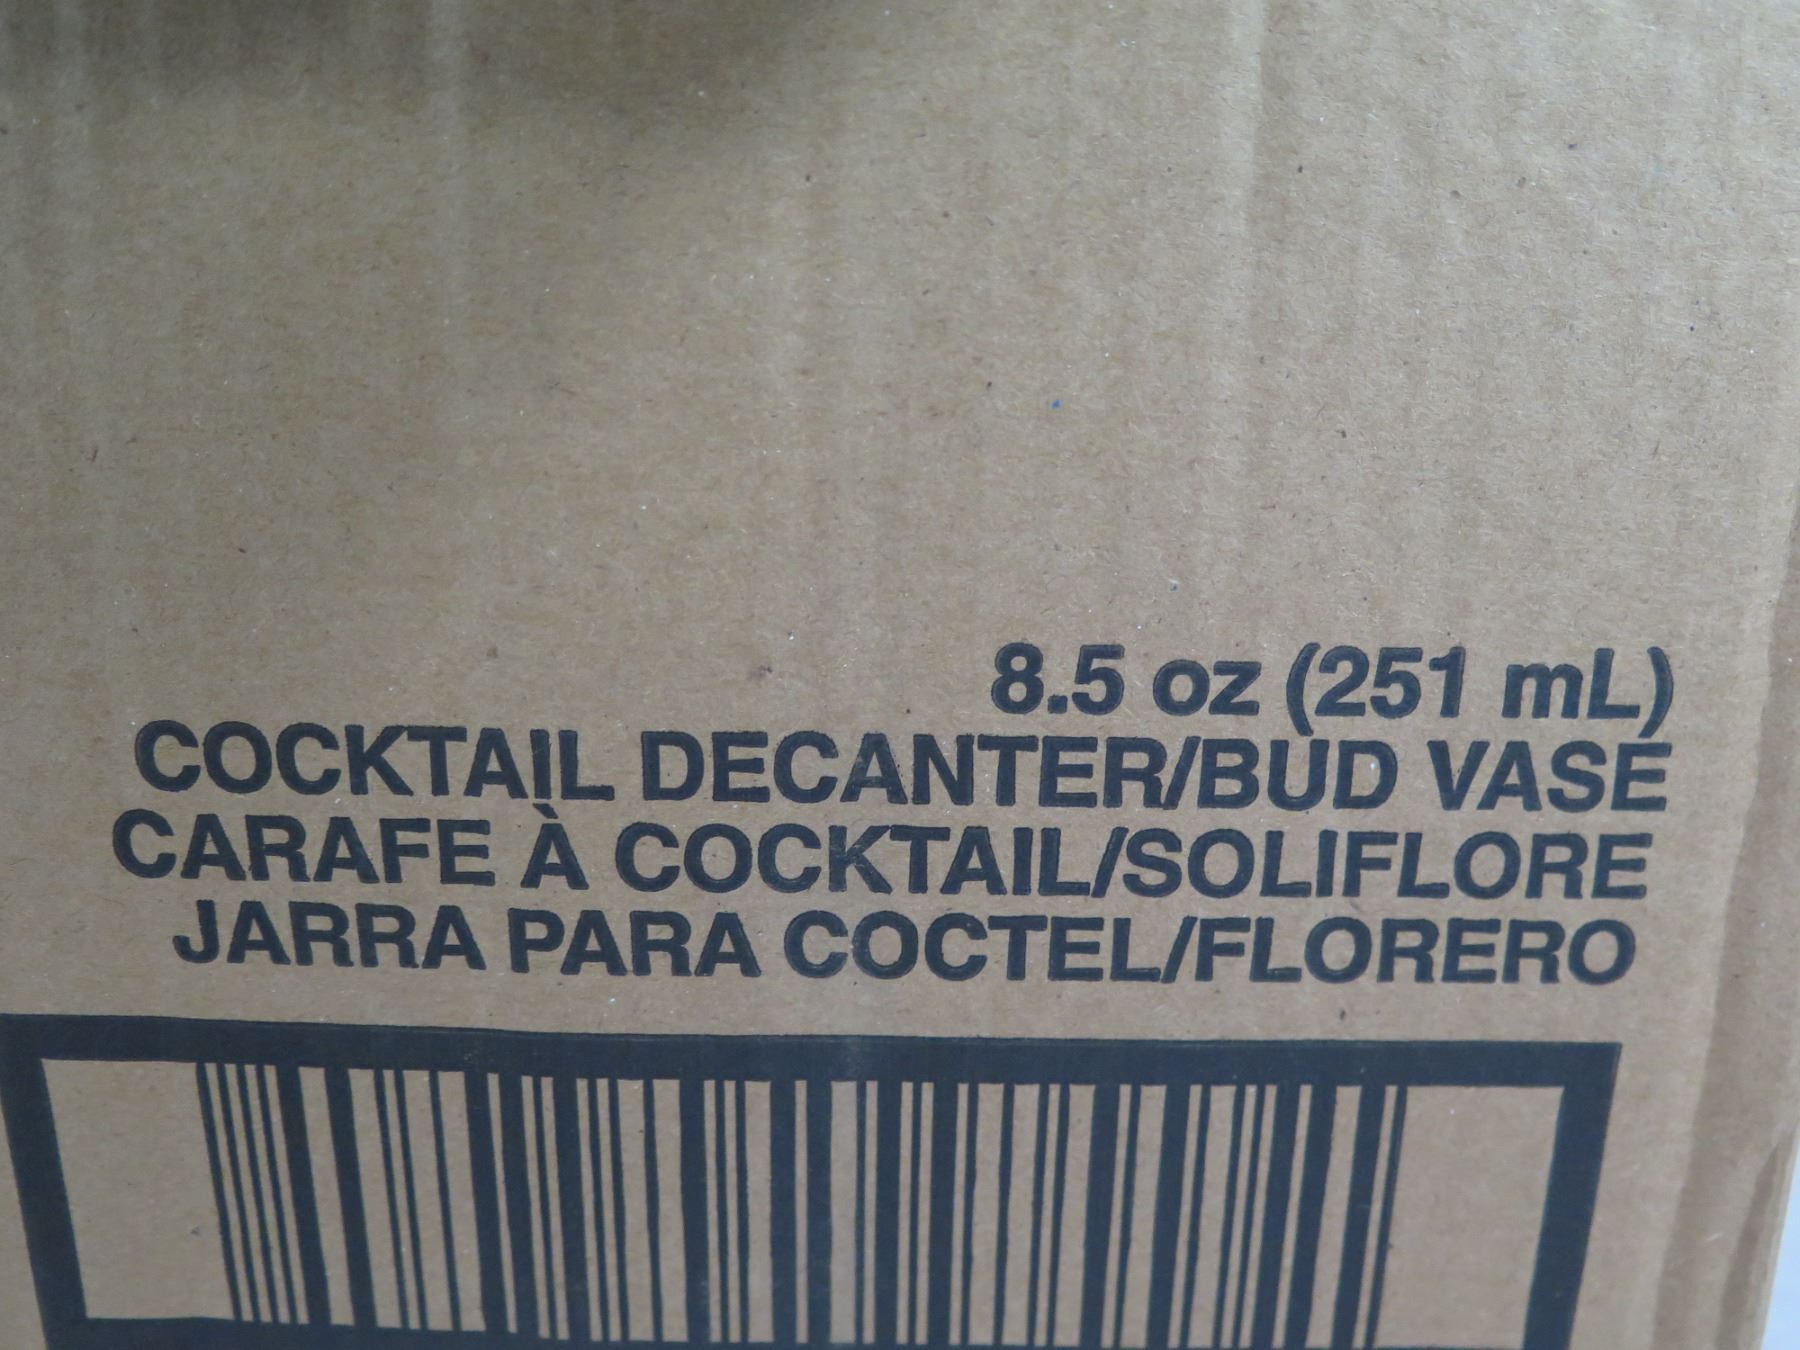 8.5 oz (251 mL)
COCKTAIL DECANTER/BUD VASE
CARAFE À COCKTAIL/SOLIFLORE
JARRA PARA COCTEL/FLORERO